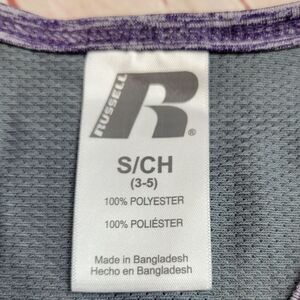 RUSSELL
R
®
S/CH
(3-5)
100% POLYESTER
100% POLIÉSTER
Made in Bangladesh
Hecho en Bangladesh